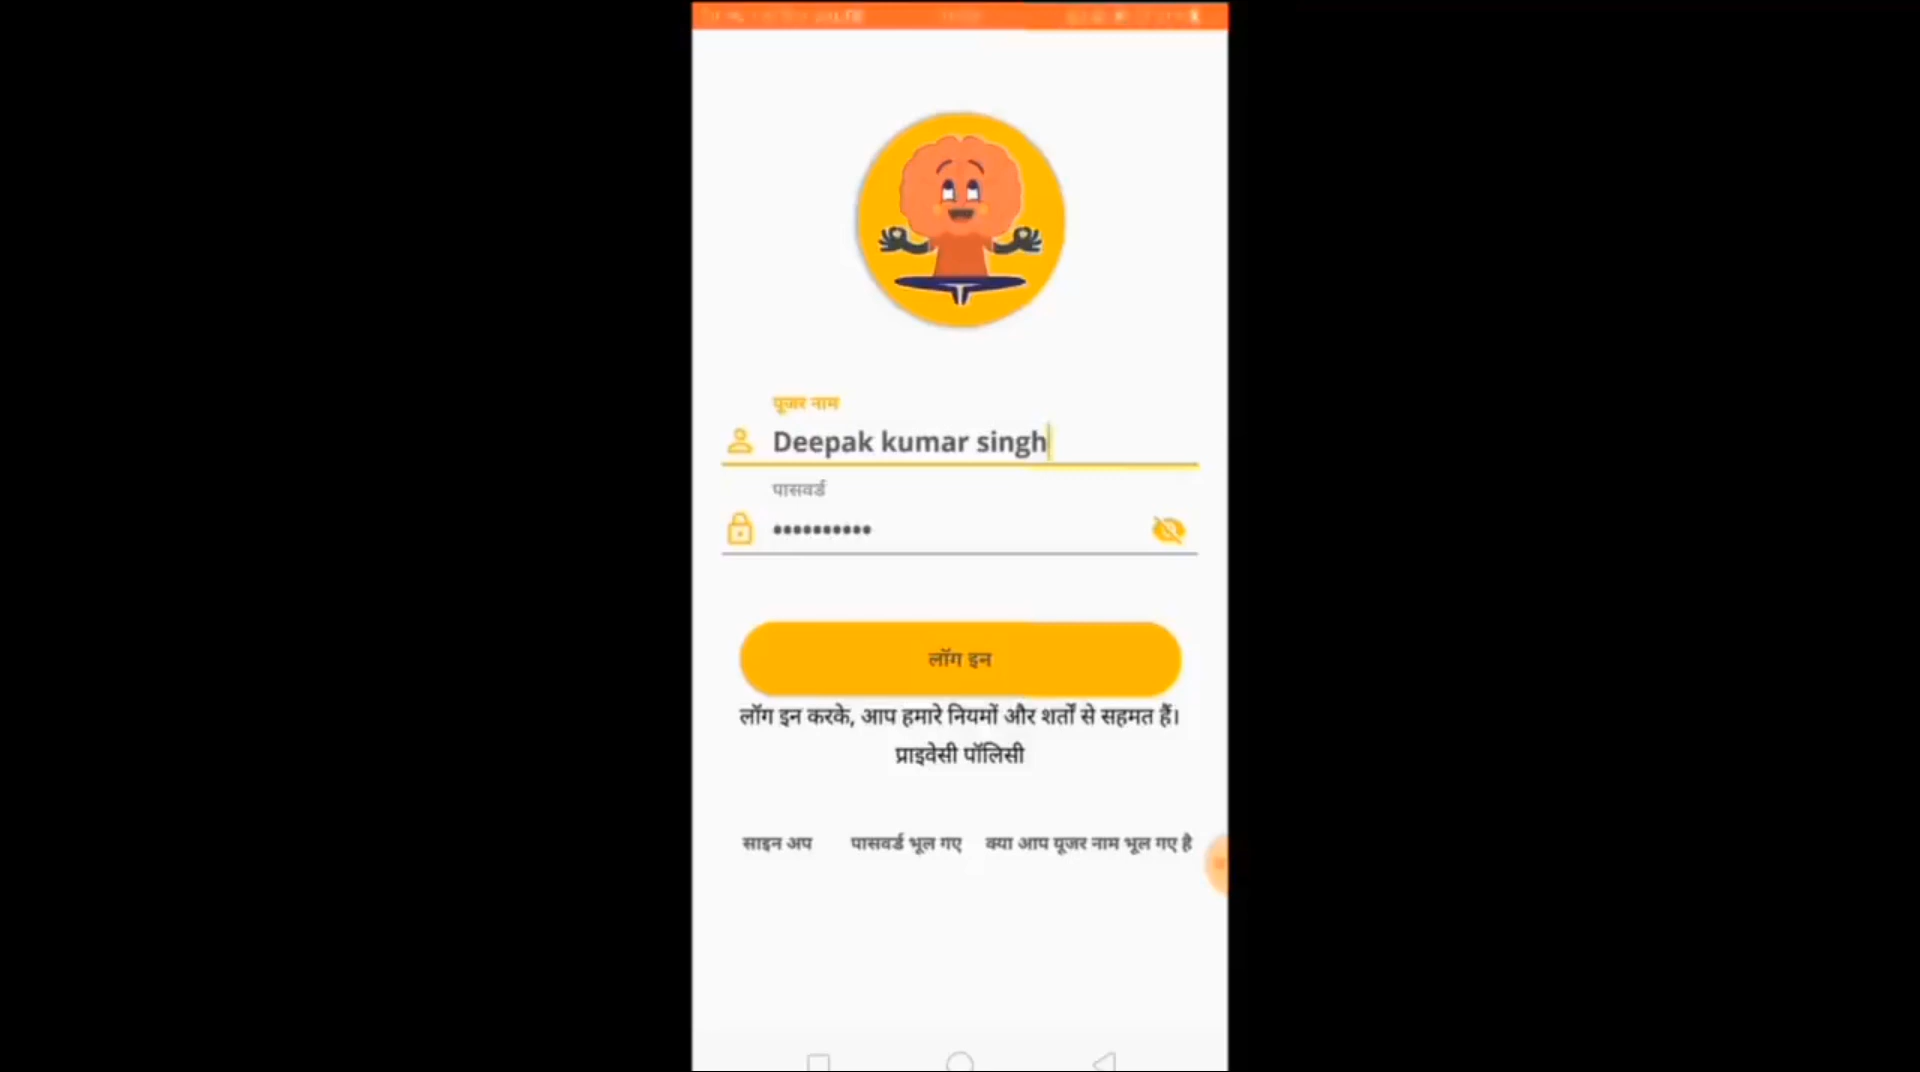 यूजर नाम
Deepak kumar singh
पासवर्ड
लॉग इन
लॉग इन करके, आप हमारे नियमों और शर्तों से सहमत हैं।
प्राइवेसी पॉलिसी
साइन अप पासवर्ड भूल गए क्या आप यूजर नाम भूल गए है